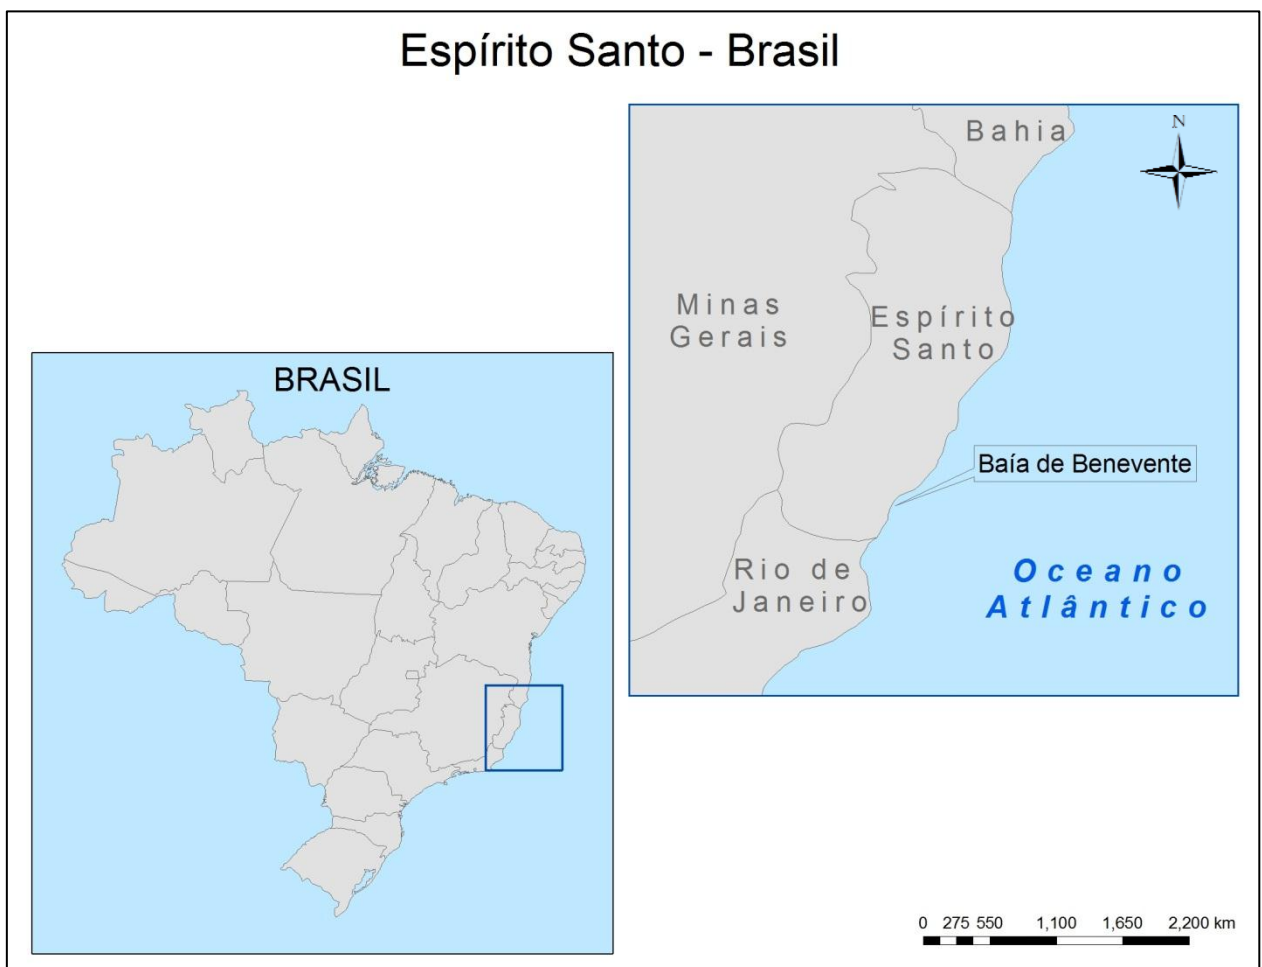 Espírito Santo - Brasil
Bahia
N
Minas
Gerais
Espírito
Santo
BRASIL
Baía de Benevente
Rio de
Janeiro
Oceano
Atlântico
0 275 550 1,100 1,650 2,200 km